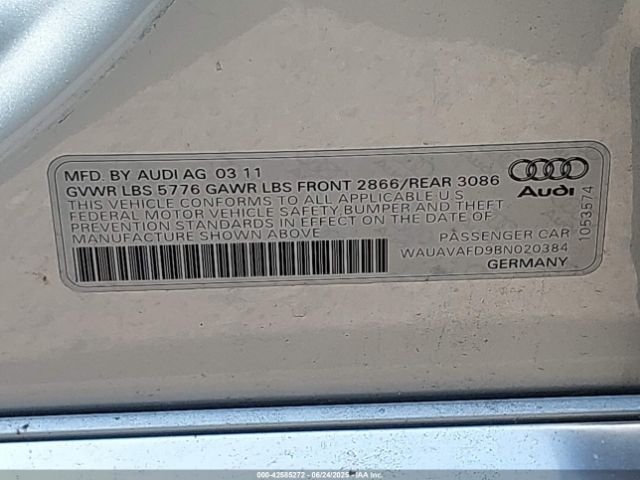 MFD. BY AUDI AG 03 11
GVWR LBS 5776 GAWR LBS FRONT 2866/REAR 3086
THIS VEHICLE CONFORMS TO ALL APPLICABLE U.S
FEDERAL MOTOR VEHICLE SAFETY BUMPER AND THEFT
PREVENTION STANDARDS IN EFFECT ON THE DATE OF
MANUFACTURE SHOWN ABOVE
Audi
PASSENGER CAR
WAUAVAFD9BN020384
GERMANY
1053574
000-42585272 - 06/24/2025 - IAAI.COM